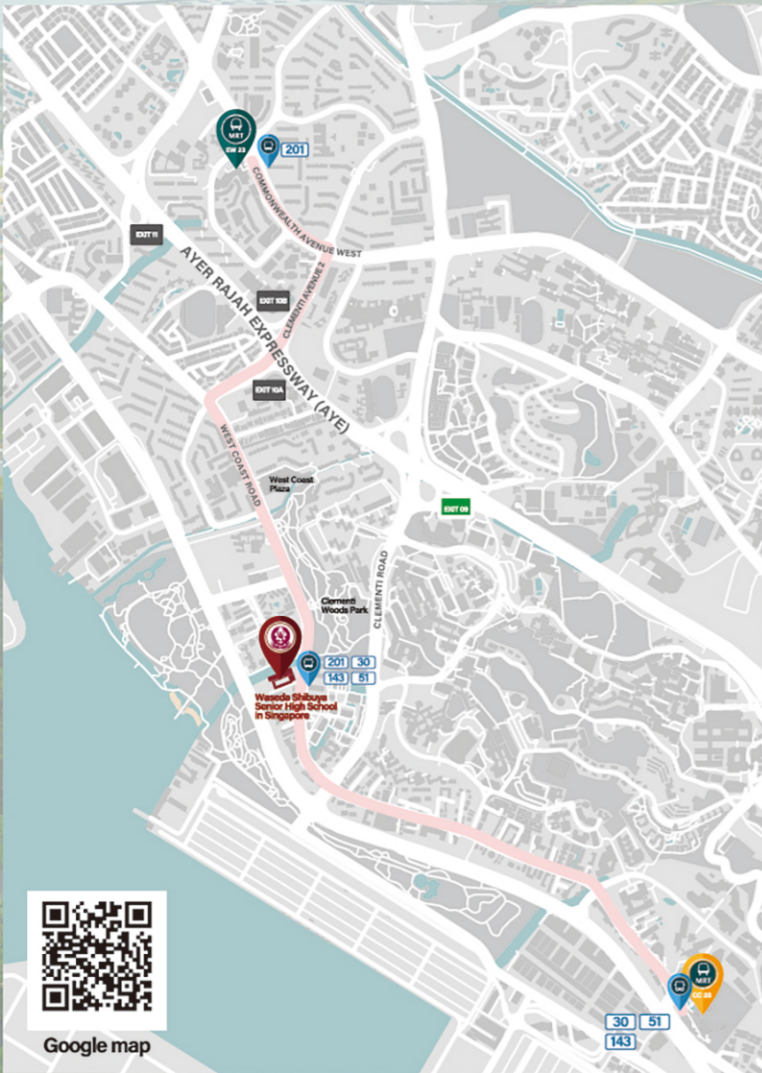 MRT
EW 23
201
COMMONWEALTH AVENUE WEST
EXIT 11
AYER RAJAH EXPRESSWAY (AYE)
EXIT 10B
CLEMENTI AVENUE 2
EXIT 10A
WEST COAST ROAD
West Coast
Plaza
EXIT 09
CLEMENTI ROAD
Clementi
Woods Park
201 30
143 51
Waseda Shibuya
Senior High School
in Singapore
MRT
30 51
143
Google map